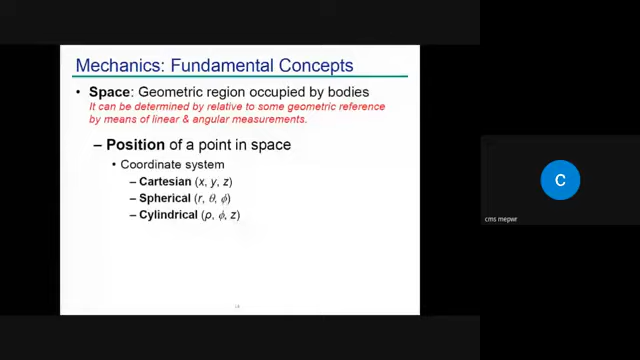 Mechanics: Fundamental Concepts
• Space: Geometric region occupied by bodies
It can be determined by relative to some geometric reference
by means of linear & angular measurements.
– Position of a point in space
• Coordinate system
– Cartesian (x, y, z)
– Spherical (r, θ, ϕ)
– Cylindrical (ρ, ϕ, z)
C
cms mepwr